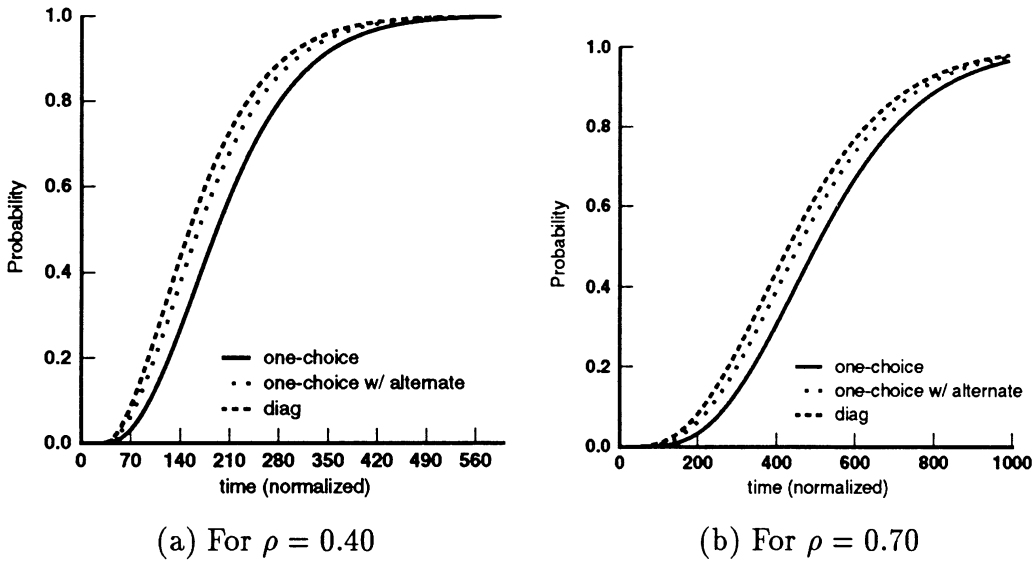 1.0
0.8
0.6
0.4
0.2
0.0
Probability
one-choice
one-choice w/ alternate
diag
0 70 140 210 280 350 420 490 560
time (normalized)
(a) For ρ = 0.40
1.0
0.8
0.6
0.4
0.2
0.0
Probability
one-choice
one-choice w/ alternate
diag
0 200 400 600 800 1000
time (normalized)
(b) For ρ = 0.70